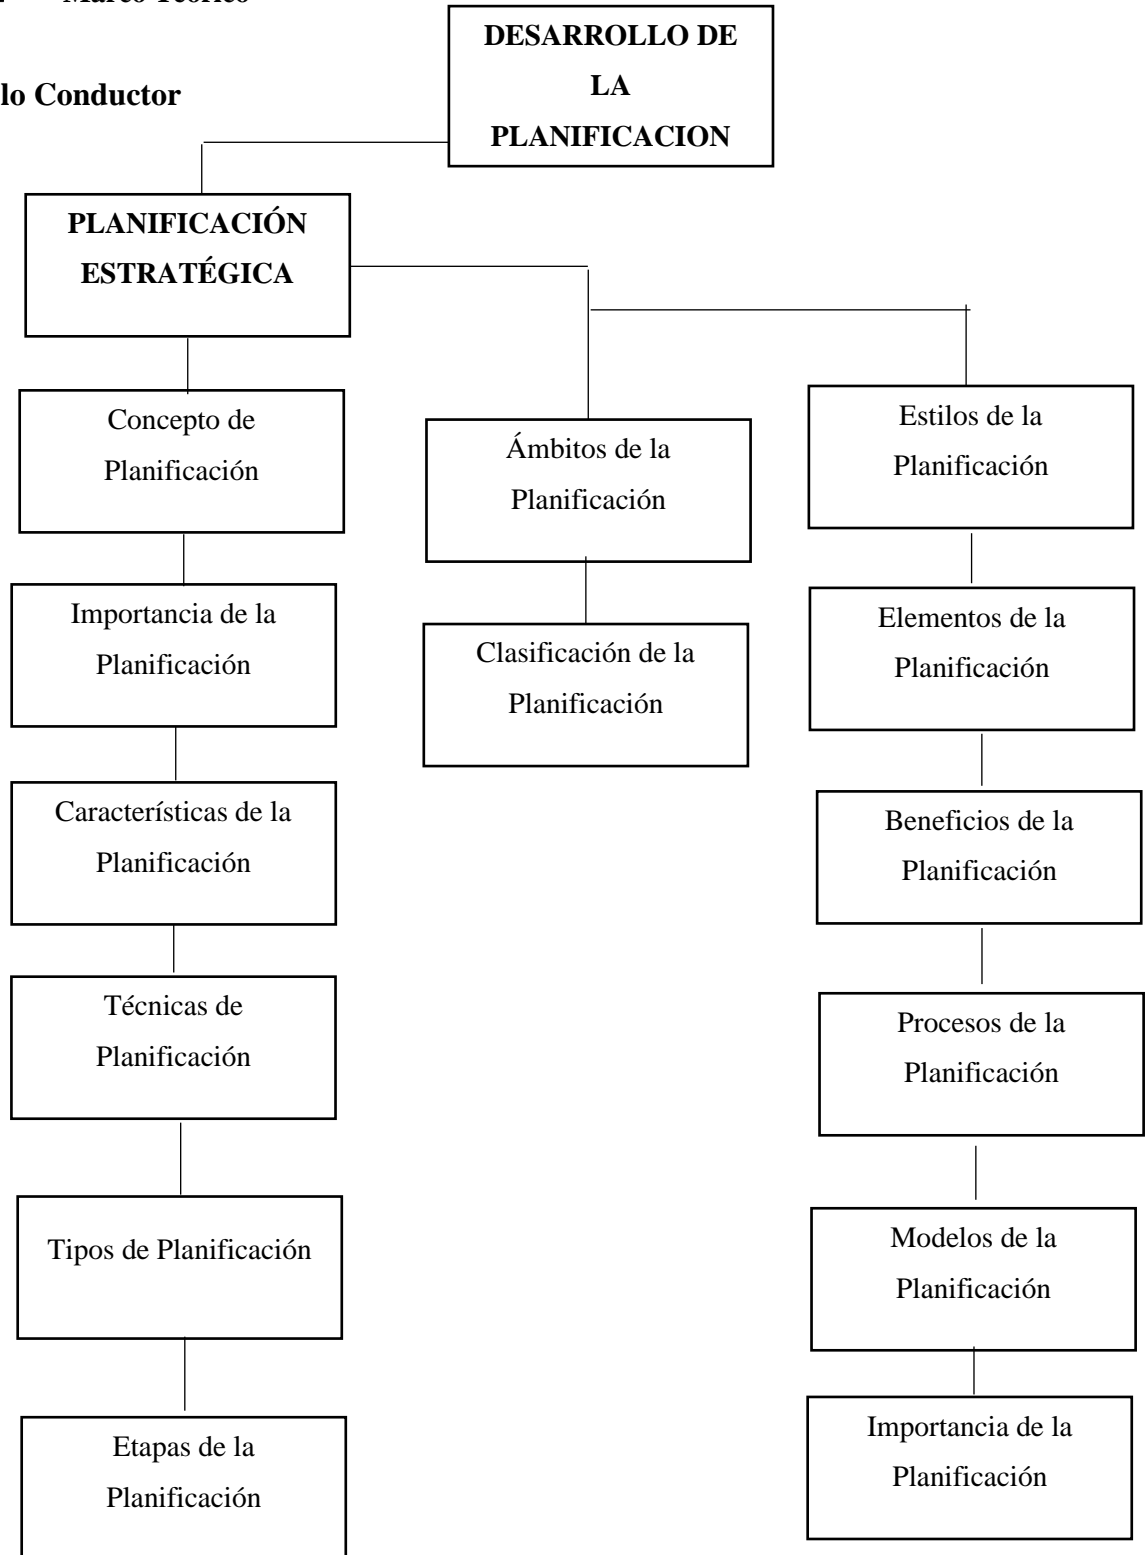 Marco Teórico
DESARROLLO DE
LA
PLANIFICACION
lo Conductor
PLANIFICACIÓN
ESTRATÉGICA
Concepto de
Planificación
Importancia de la
Planificación
Características de la
Planificación
Técnicas de
Planificación
Tipos de Planificación
Etapas de la
Planificación
Ámbitos de la
Planificación
Clasificación de la
Planificación
Estilos de la
Planificación
Elementos de la
Planificación
Beneficios de la
Planificación
Procesos de la
Planificación
Modelos de la
Planificación
Importancia de la
Planificación